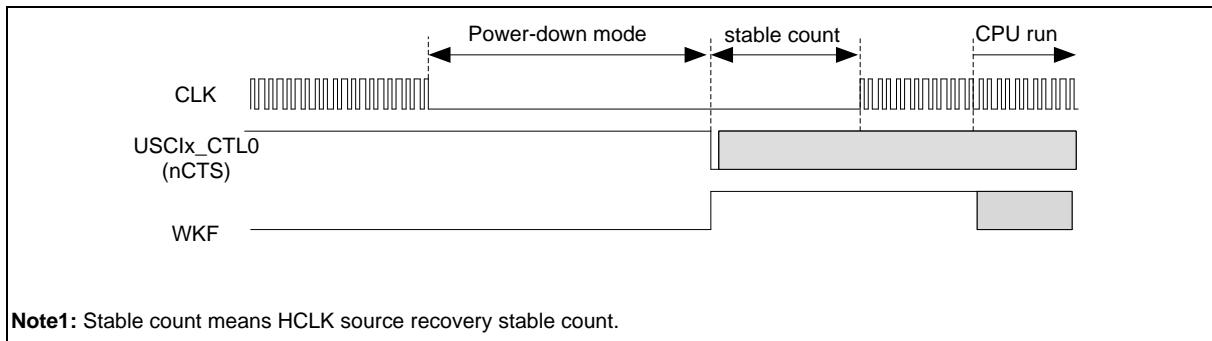 Power-down mode
stable count
CPU run
CLK
USCIx_CTL0
(nCTS)
WKF
Note1: Stable count means HCLK source recovery stable count.